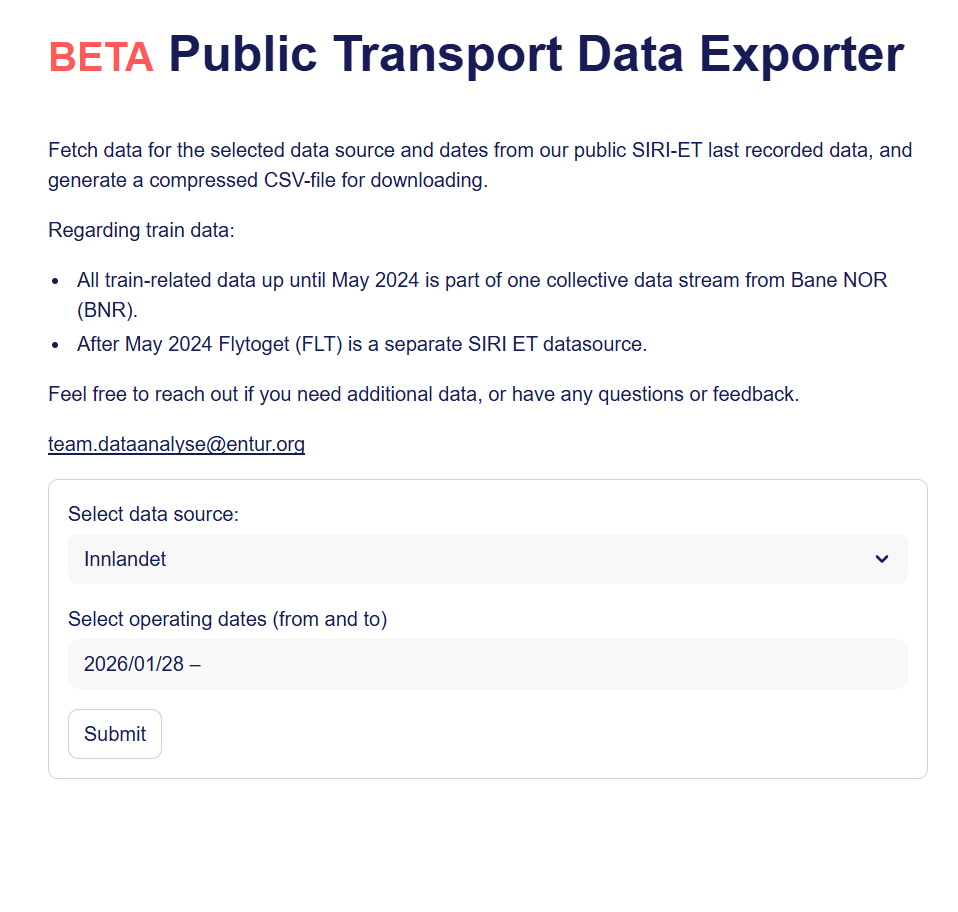 BETA Public Transport Data Exporter
Fetch data for the selected data source and dates from our public SIRI-ET last recorded data, and
generate a compressed CSV-file for downloading.
Regarding train data:
• All train-related data up until May 2024 is part of one collective data stream from Bane NOR
(BNR).
• After May 2024 Flytoget (FLT) is a separate SIRI ET datasource.
Feel free to reach out if you need additional data, or have any questions or feedback.
team.dataanalyse@entur.org
Select data source:
Innlandet
Select operating dates (from and to)
2026/01/28 –
Submit